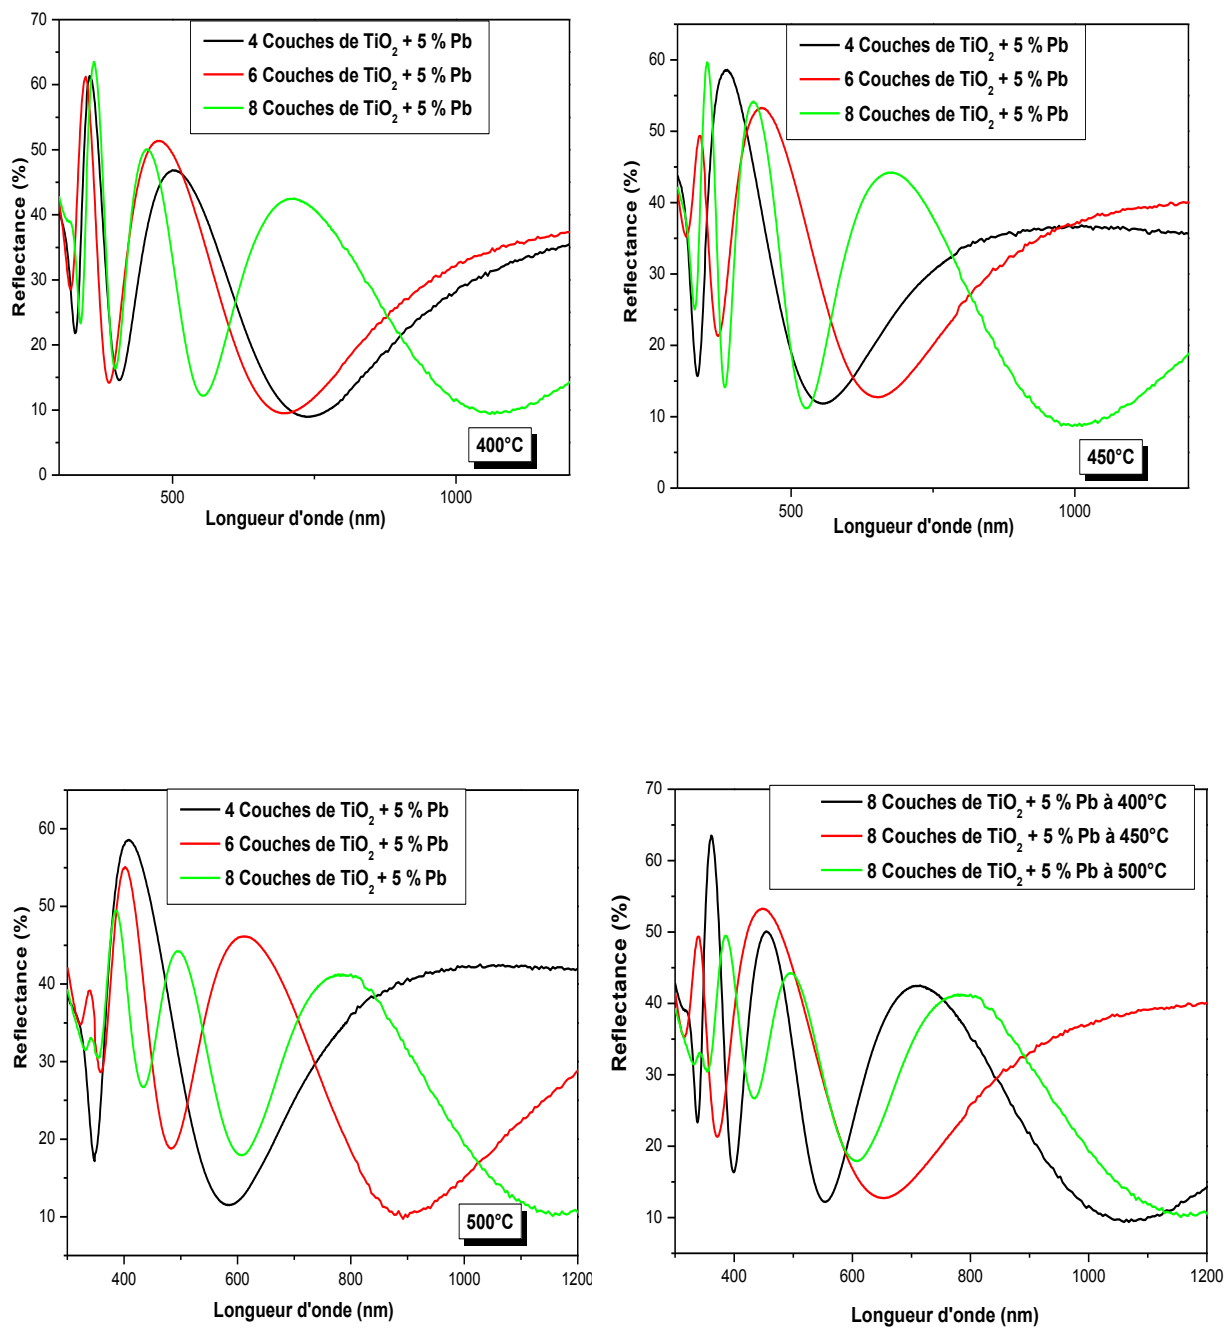 70
60
50
40
30
20
10
0
Reflectance (%)
4 Couches de TiO2 + 5 % Pb
6 Couches de TiO2 + 5 % Pb
8 Couches de TiO2 + 5 % Pb
400°C
500
1000
Longueur d'onde (nm)
60
50
40
30
20
10
0
Reflectance (%)
4 Couches de TiO2 + 5 % Pb
6 Couches de TiO2 + 5 % Pb
8 Couches de TiO2 + 5 % Pb
450°C
500
1000
Longueur d'onde (nm)
60
50
40
30
20
10
Reflectance (%)
4 Couches de TiO2 + 5 % Pb
6 Couches de TiO2 + 5 % Pb
8 Couches de TiO2 + 5 % Pb
500°C
400
600
800
1000
1200
Longueur d'onde (nm)
70
60
50
40
30
20
10
Reflectance (%)
8 Couches de TiO2 + 5 % Pb à 400°C
8 Couches de TiO2 + 5 % Pb à 450°C
8 Couches de TiO2 + 5 % Pb à 500°C
400
600
800
1000
1200
Longueur d'onde (nm)